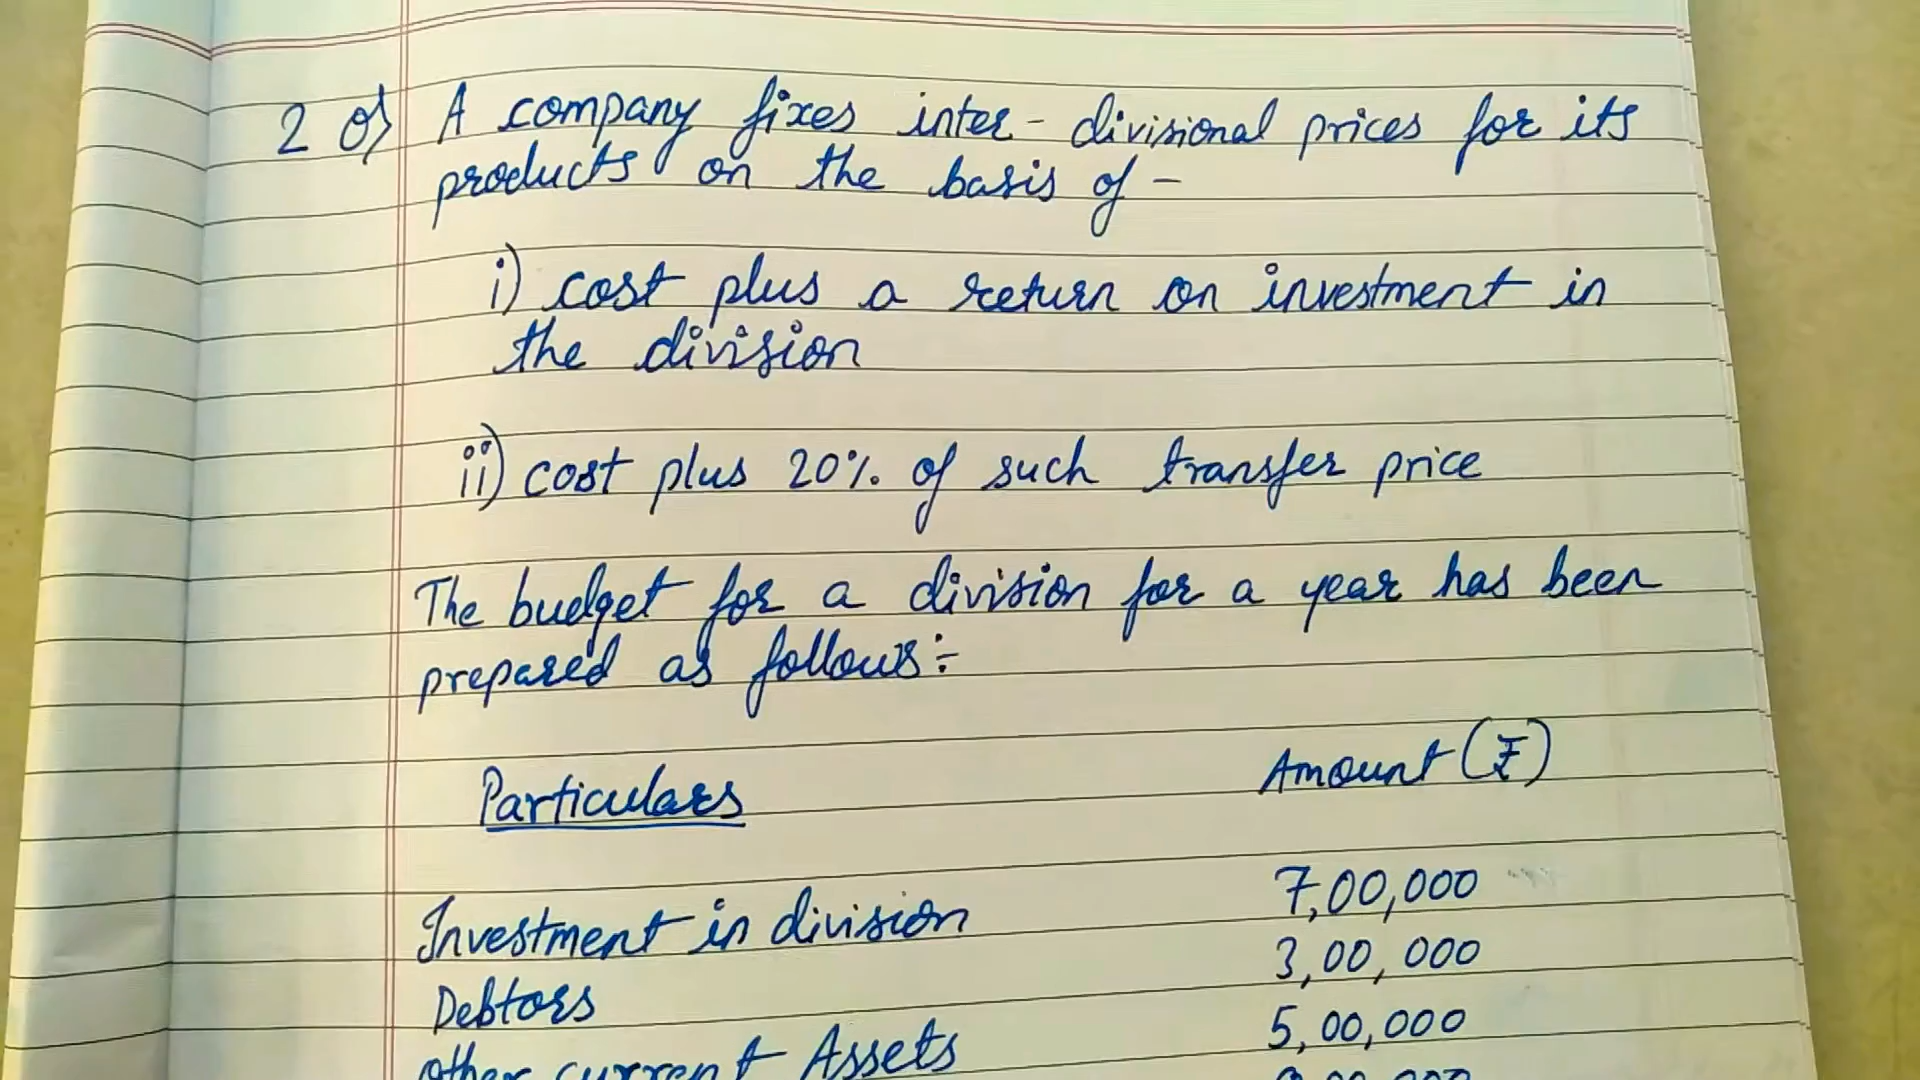 2 Q) A company fixes inter-divisional prices for its
products on the basis of -
i) cost plus a return on investment in
the division
ii) cost plus 20% of such transfer price
The budget for a division for a year has been
prepared as follows:-
Particulars Amount (₹)
Investment in division 7,00,000
Debtors 3,00,000
other current Assets 5,00,000